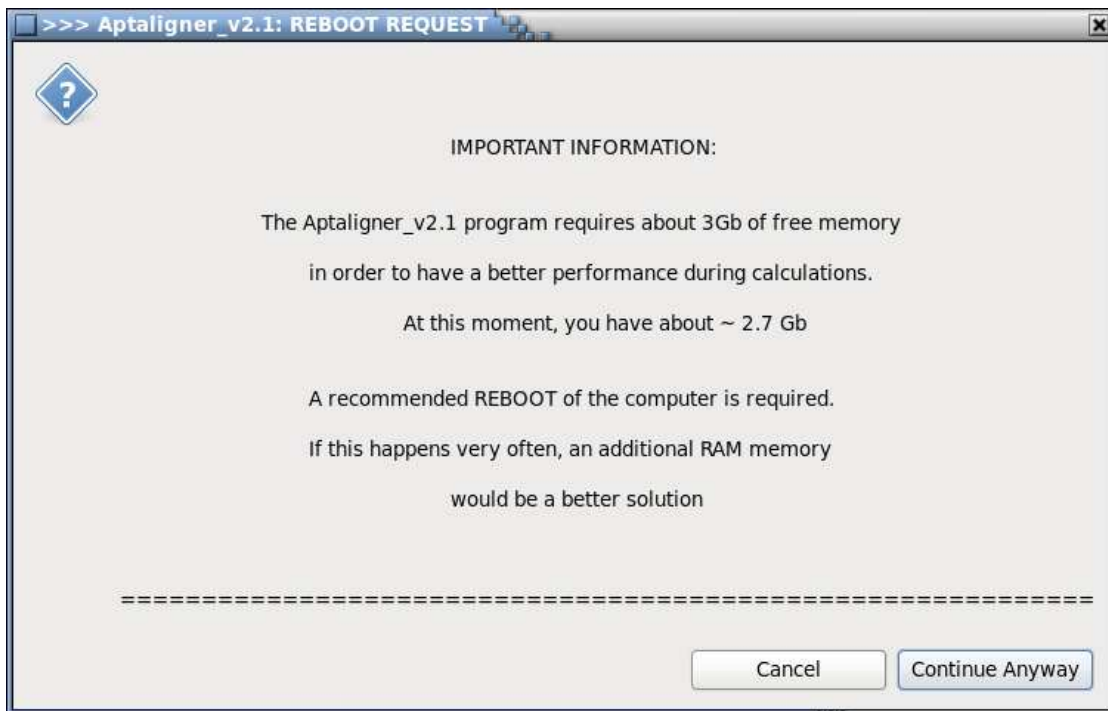 >>> Aptaligner_v2.1: REBOOT REQUEST
?
IMPORTANT INFORMATION:
The Aptaligner_v2.1 program requires about 3Gb of free memory
in order to have a better performance during calculations.
At this moment, you have about ~ 2.7 Gb
A recommended REBOOT of the computer is required.
If this happens very often, an additional RAM memory
would be a better solution
============================================================
Cancel Continue Anyway